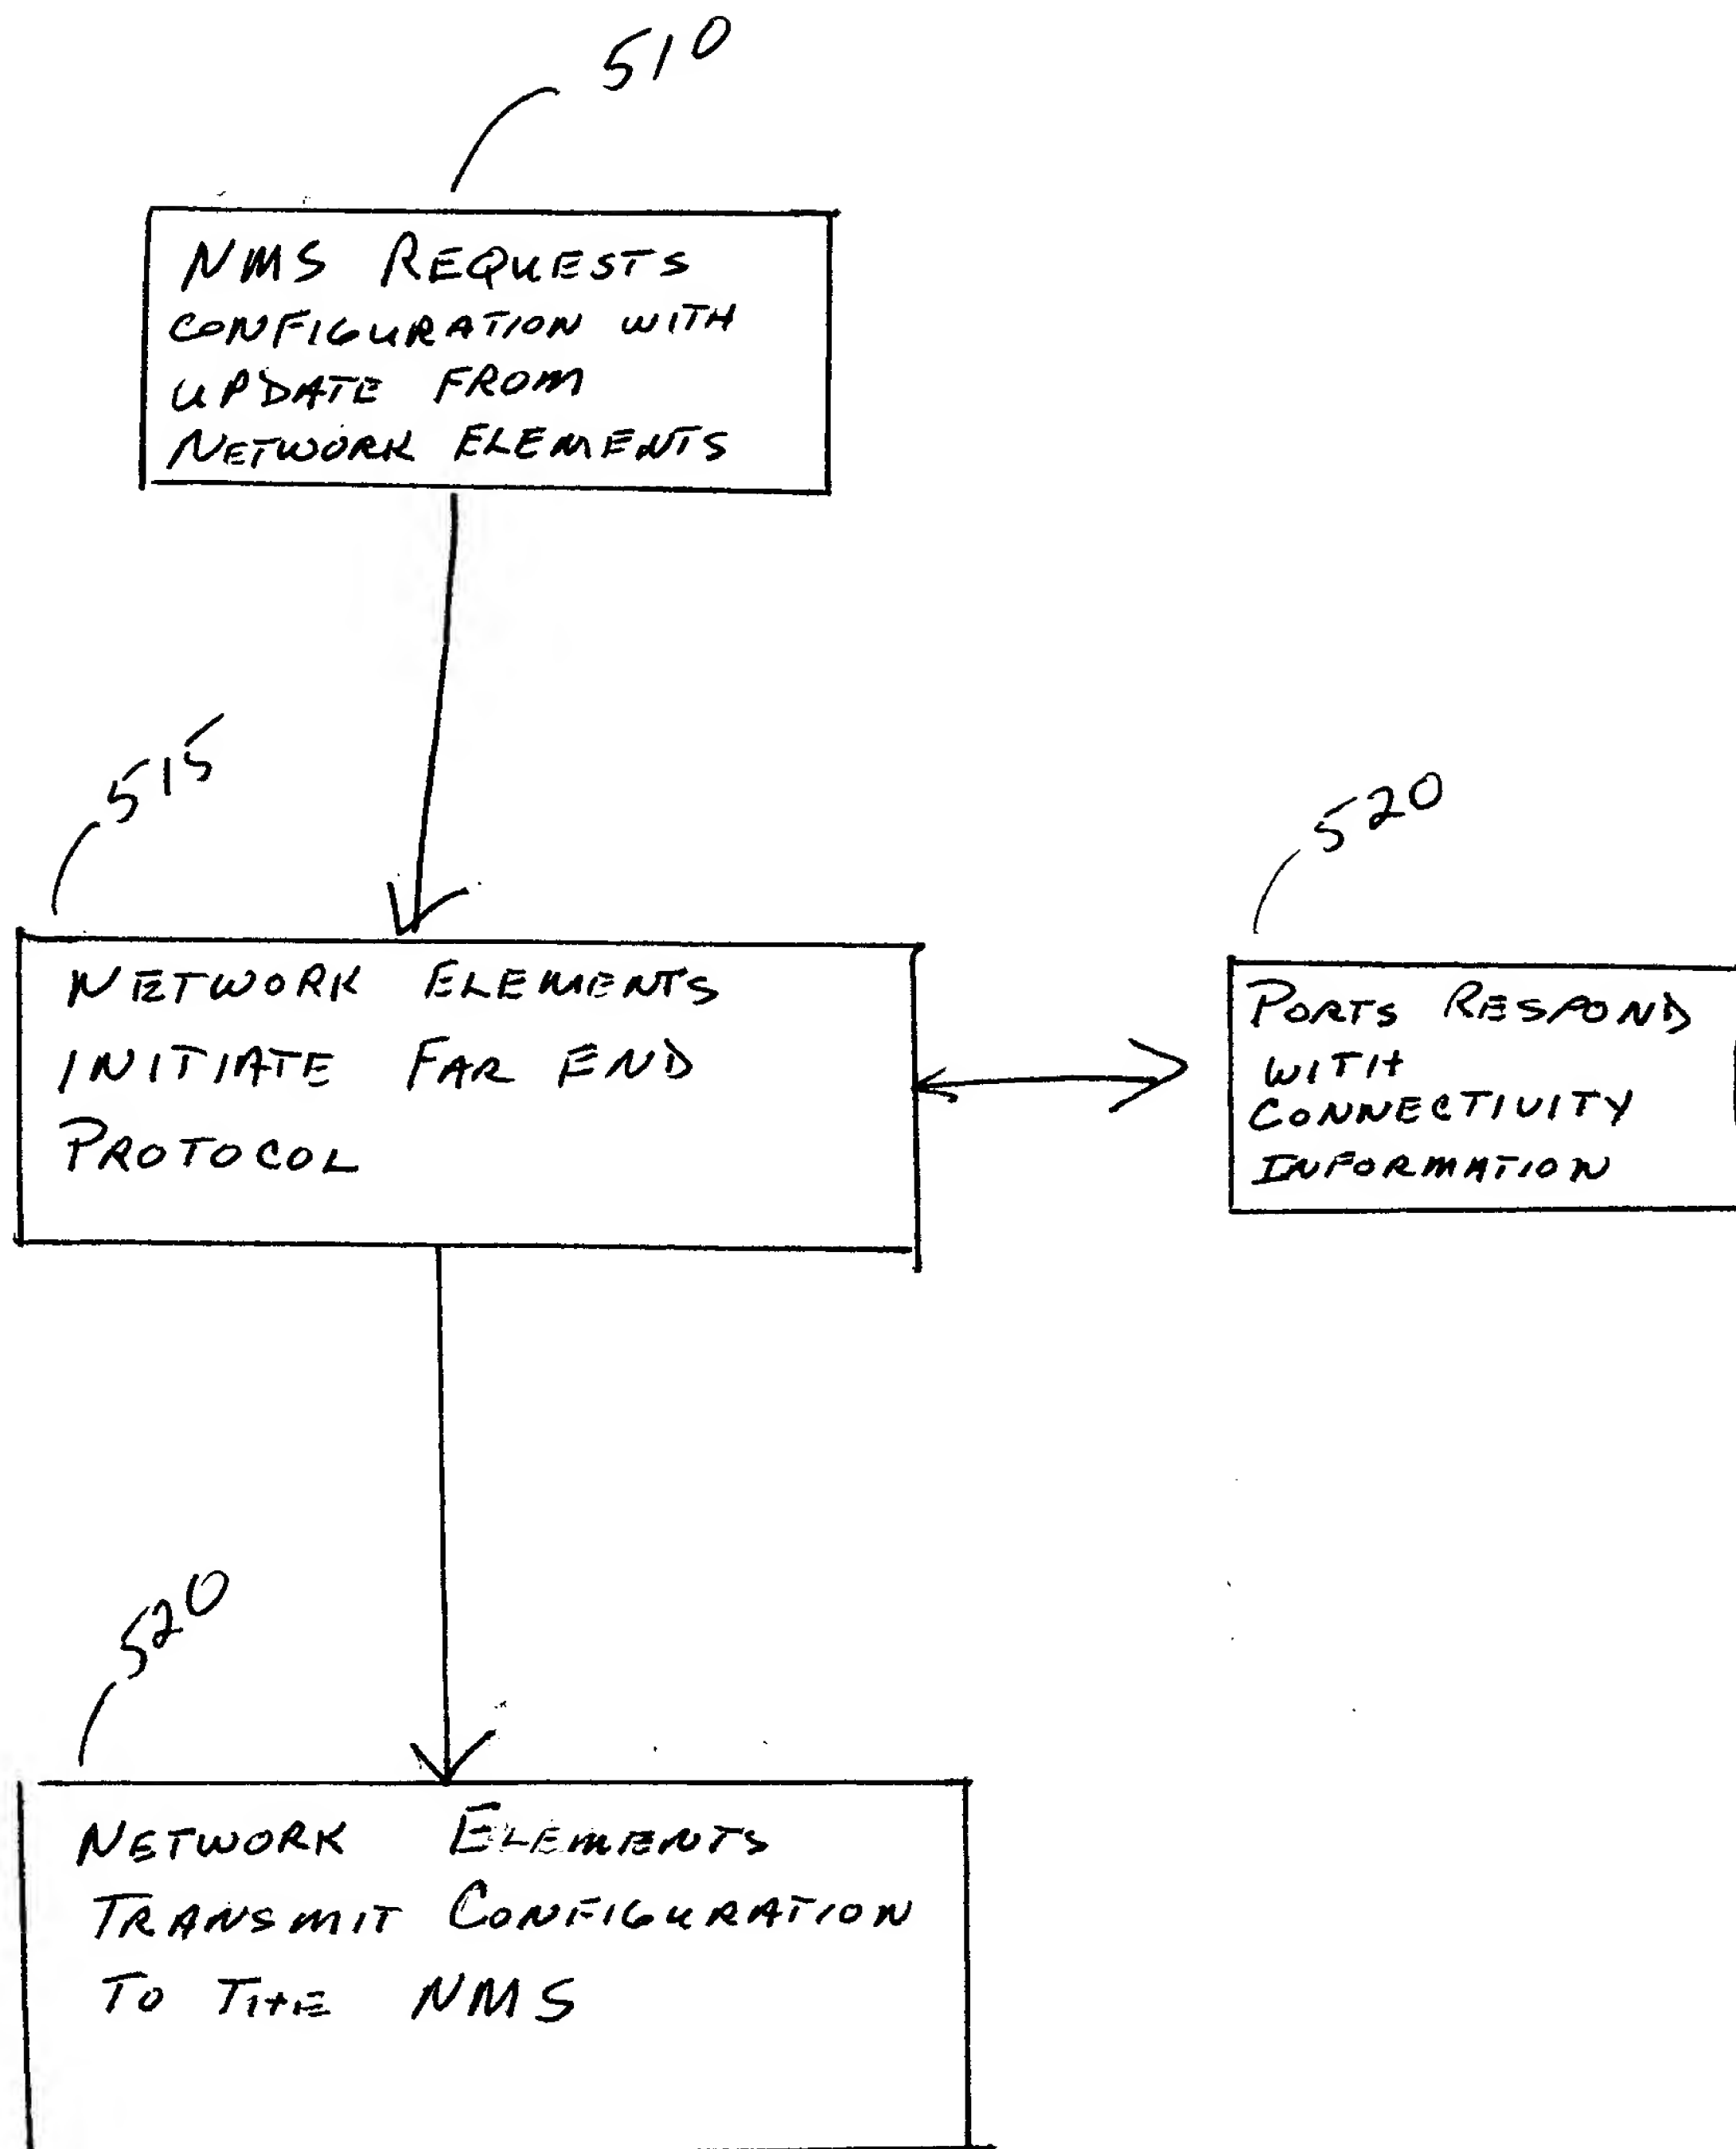 510
NMS REQUESTS
CONFIGURATION WITH
UPDATE FROM
NETWORK ELEMENTS
515
NETWORK ELEMENTS
INITIATE FAR END
PROTOCOL
520
PORTS RESPOND
WITH
CONNECTIVITY
INFORMATION
520
NETWORK ELEMENTS
TRANSMIT CONFIGURATION
TO THE NMS